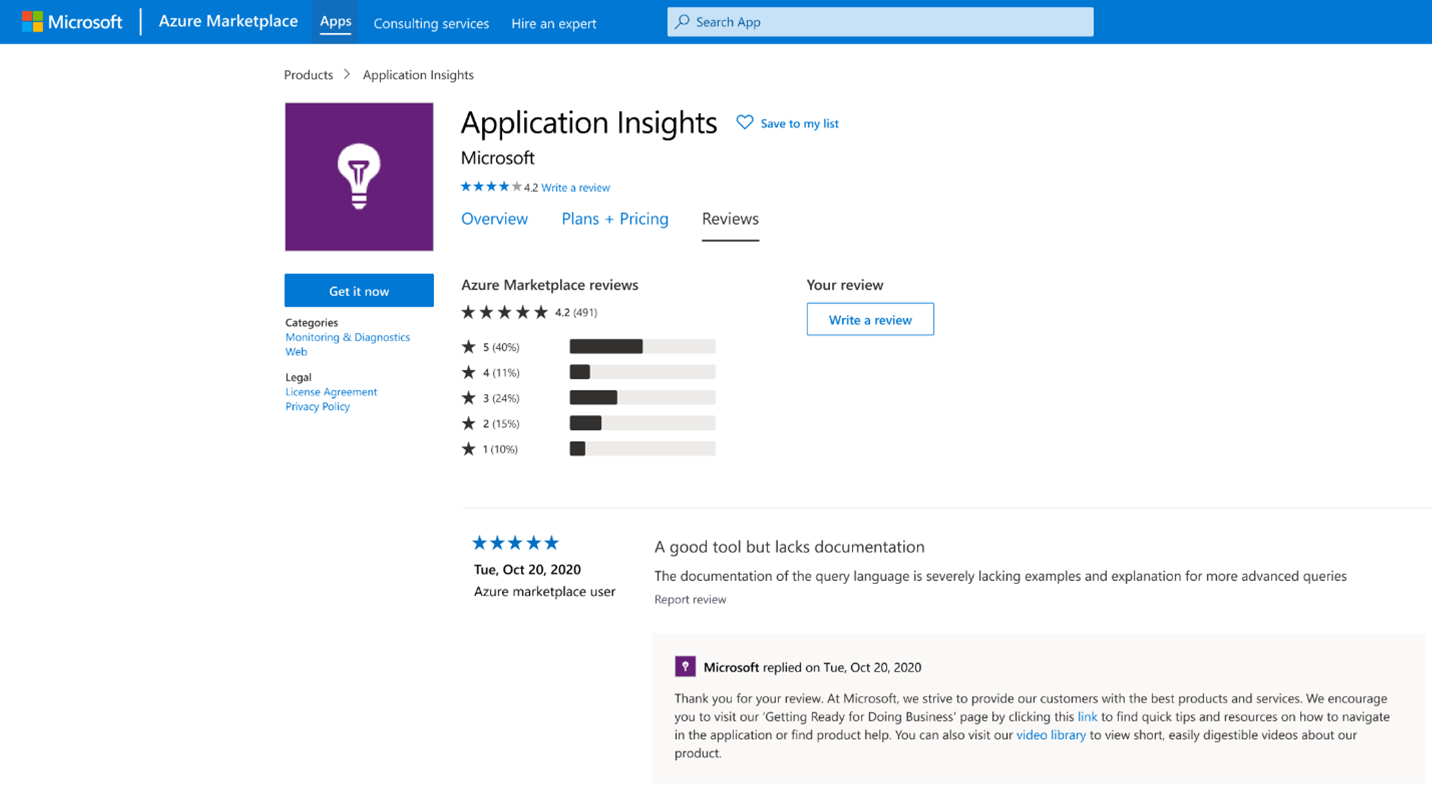 Microsoft Azure Marketplace Apps Consulting services Hire an expert Search App
Products > Application Insights
Application Insights Save to my list
Microsoft
4.2 Write a review
Overview Plans + Pricing Reviews
Get it now
Categories
Monitoring & Diagnostics
Web
Legal
License Agreement
Privacy Policy
Azure Marketplace reviews
4.2 (491)
5 (40%)
4 (11%)
3 (24%)
2 (15%)
1 (10%)
Your review
Write a review
Tue, Oct 20, 2020
Azure marketplace user
A good tool but lacks documentation
The documentation of the query language is severely lacking examples and explanation for more advanced queries
Report review
Microsoft replied on Tue, Oct 20, 2020
Thank you for your review. At Microsoft, we strive to provide our customers with the best products and services. We encourage
you to visit our 'Getting Ready for Doing Business' page by clicking this link to find quick tips and resources on how to navigate
in the application or find product help. You can also visit our video library to view short, easily digestible videos about our
product.